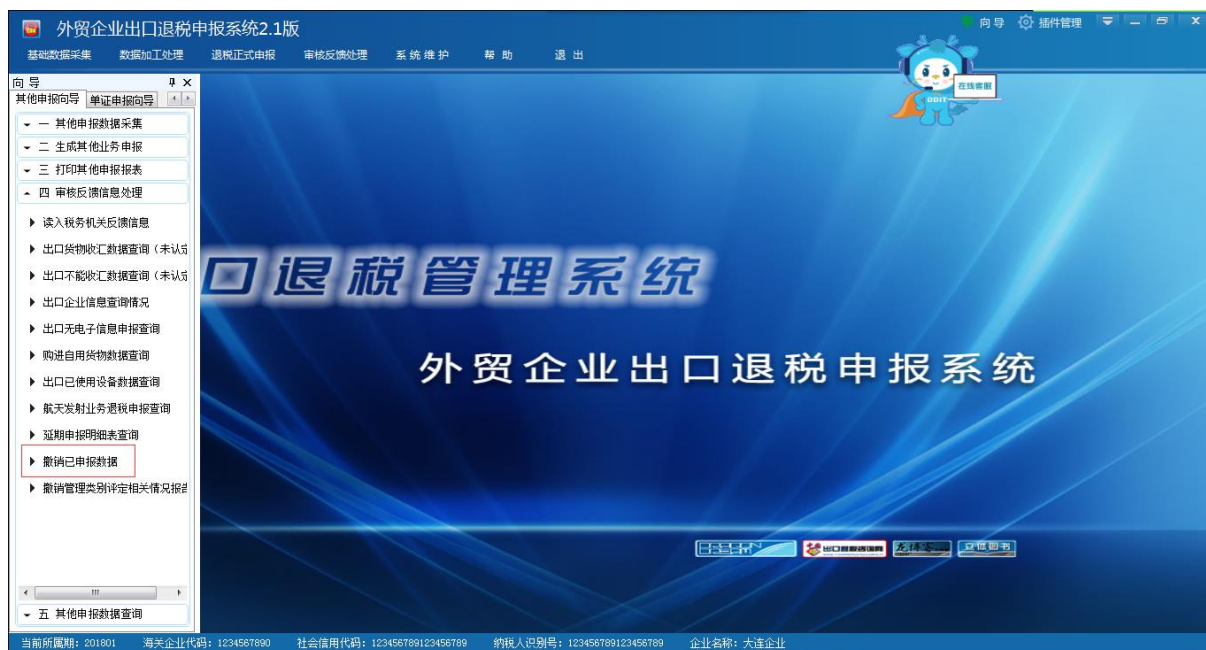 外贸企业出口退税申报系统2.1版
向导 插件管理
基础数据采集 数据加工处理 退税正式申报 审核反馈处理 系统维护 帮助 退出
向导
其他申报向导 单证申报向导
在线客服
DDIT
一 其他申报数据采集
二 生成其他业务申报
三 打印其他申报报表
四 审核反馈信息处理
读入税务机关反馈信息
出口货物收汇数据查询（未认定
出口不能收汇数据查询（未认定
出口企业信息查询情况
出口无电子信息申报查询
购进自用货物数据查询
出口已使用设备数据查询
航天发射业务退税申报查询
延期申报明细表查询
撤销已申报数据
撤销管理类别评定相关情况报告
五 其他申报数据查询
口退税管理系统
外贸企业出口退税申报系统
出口退税咨询网
立信图书
当前所属期：201801 海关企业代码：1234567890 社会信用代码：123456789123456789 纳税人识别号：123456789123456789 企业名称：大连企业